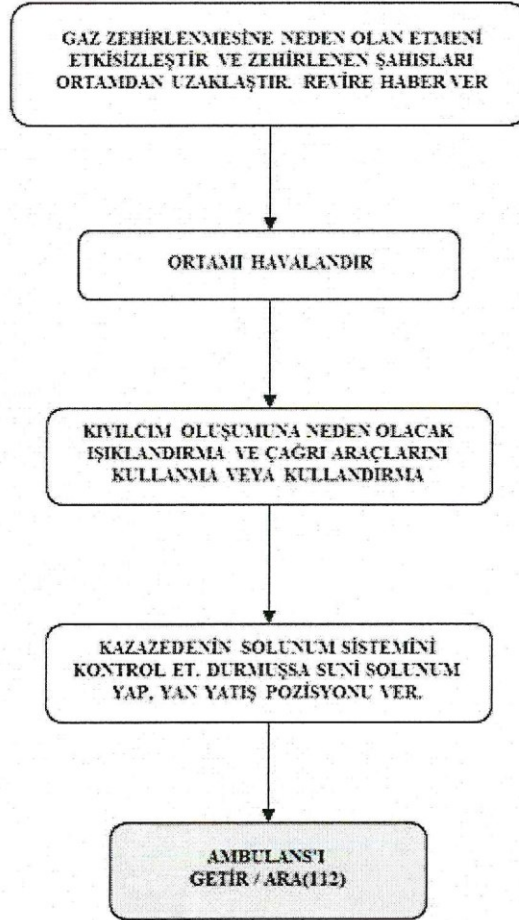 GAZ ZEHİRLENMESİNE NEDEN OLAN ETMENİ
ETKİSİZLEŞTİR VE ZEHİRLENEN ŞAHISLARI
ORTAMDAN UZAKLAŞTIR. REVİRE HABER VER
ORTAMI HAVALANDIR
KIVILCIM OLUŞUMUNA NEDEN OLACAK
IŞIKLANDIRMA VE ÇAĞRI ARAÇLARINI
KULLANMA VEYA KULLANDIRMA
KAZAZEDENİN SOLUNUM SİSTEMİNİ
KONTROL ET. DURMUŞSA SUNİ SOLUNUM
YAP, YAN YATIŞ POZİSYONU VER.
AMBULANS'I
GETİR / ARA(112)